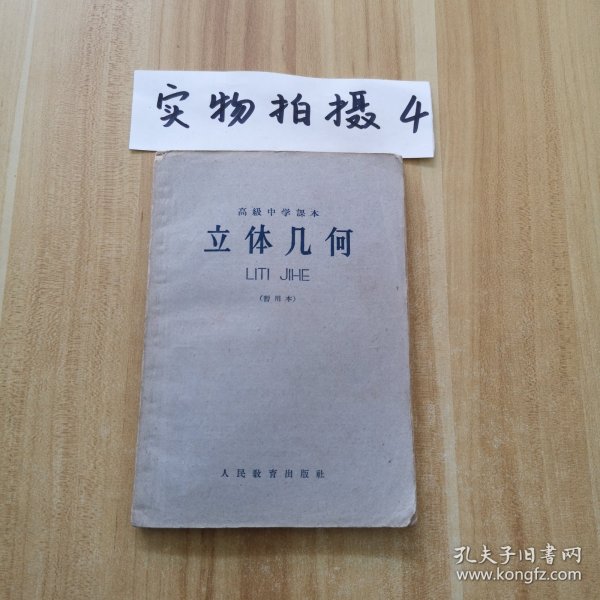 实物拍摄4
高級中学課本
立体几何
LITI JIHE
(暂用本)
人民教育出版社
孔夫子旧书网
www.kongfz.com